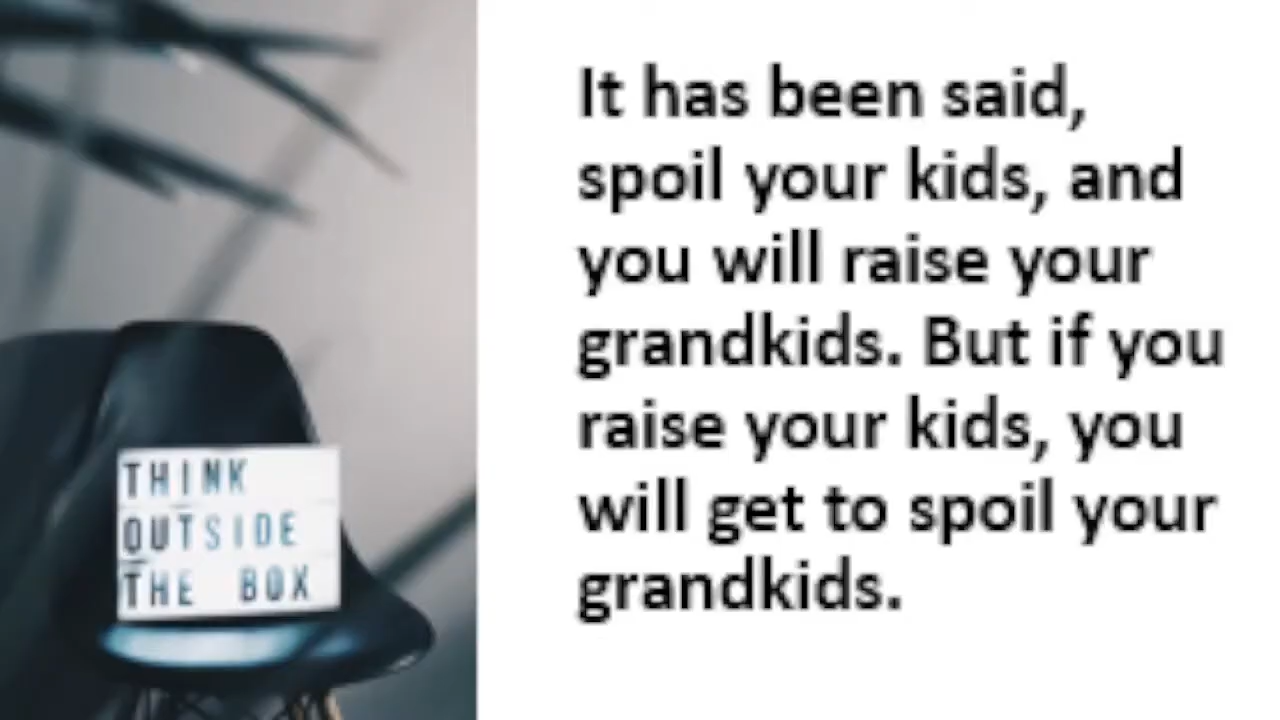 THINK
OUTSIDE
THE BOX
It has been said,
spoil your kids, and
you will raise your
grandkids. But if you
raise your kids, you
will get to spoil your
grandkids.